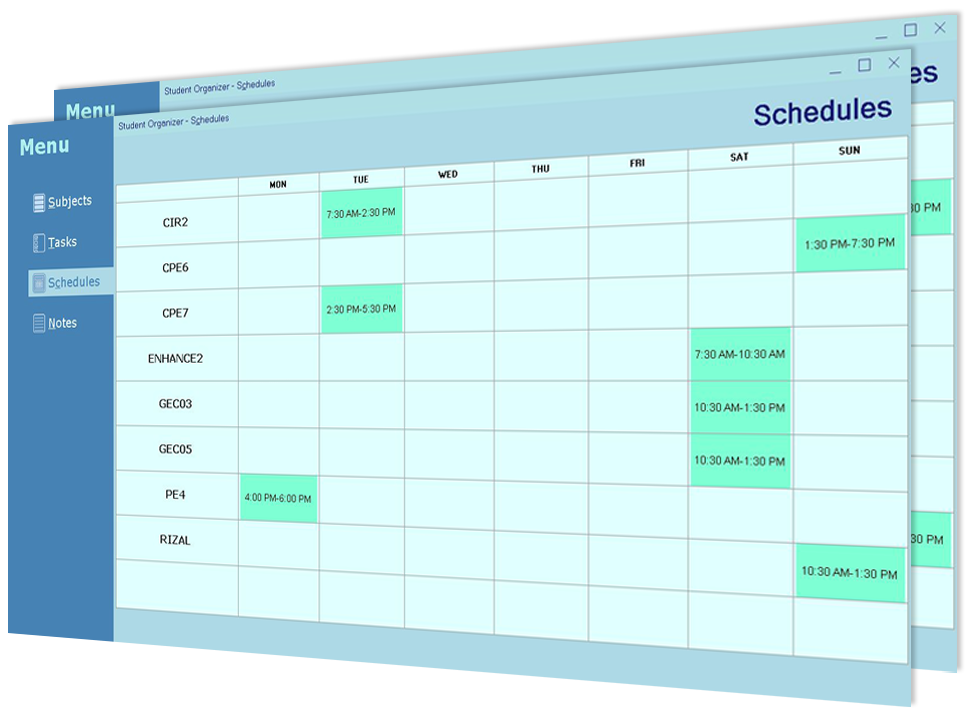 Student Organizer - Schedules
es
Menu
Student Organizer - Schedules
Schedules
Menu
Subjects
Tasks
Schedules
Notes
MON TUE WED THU FRI SAT SUN
CIR2 7:30 AM-2:30 PM
CPE6 1:30 PM-7:30 PM
CPE7 2:30 PM-5:30 PM
ENHANCE2 7:30 AM-10:30 AM
GEC03 10:30 AM-1:30 PM
GEC05 10:30 AM-1:30 PM
PE4 4:00 PM-6:00 PM
RIZAL 10:30 AM-1:30 PM
30 PM
30 PM